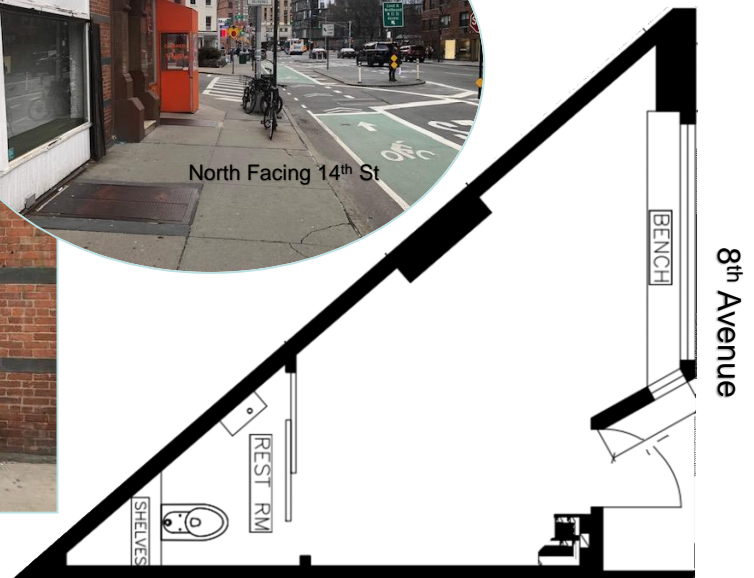 North Facing 14th St
BENCH
8th Avenue
REST RM
SHELVES